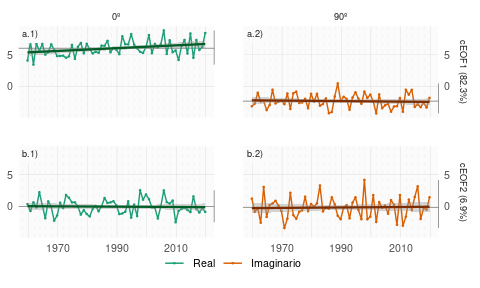 0º 90º
a.1) a.2)
5 5
0 0
cEOF1 (82.3%)
b.1) b.2)
5 5
0 0
cEOF2 (6.9%)
1970 1990 2010 1970 1990 2010
Real Imaginario